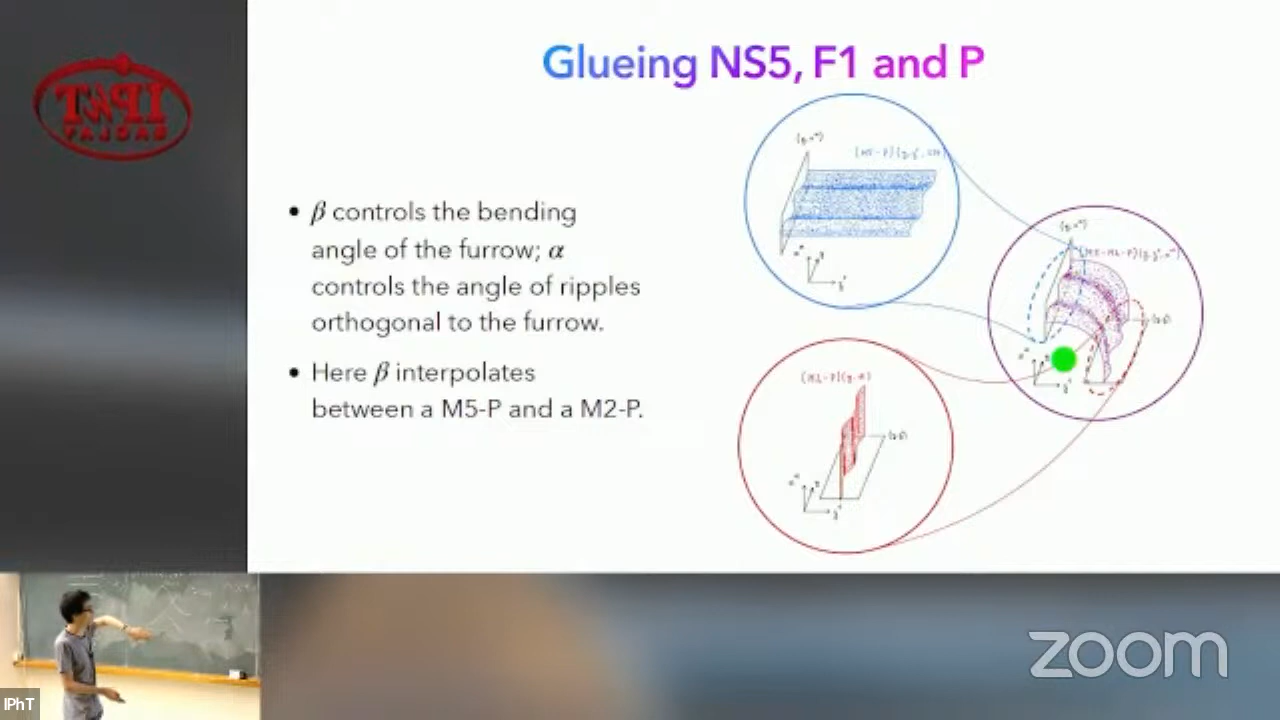 Glueing NS5, F1 and P
• β controls the bending
angle of the furrow; α
controls the angle of ripples
orthogonal to the furrow.
• Here β interpolates
between a M5-P and a M2-P.
zoom
IPhT